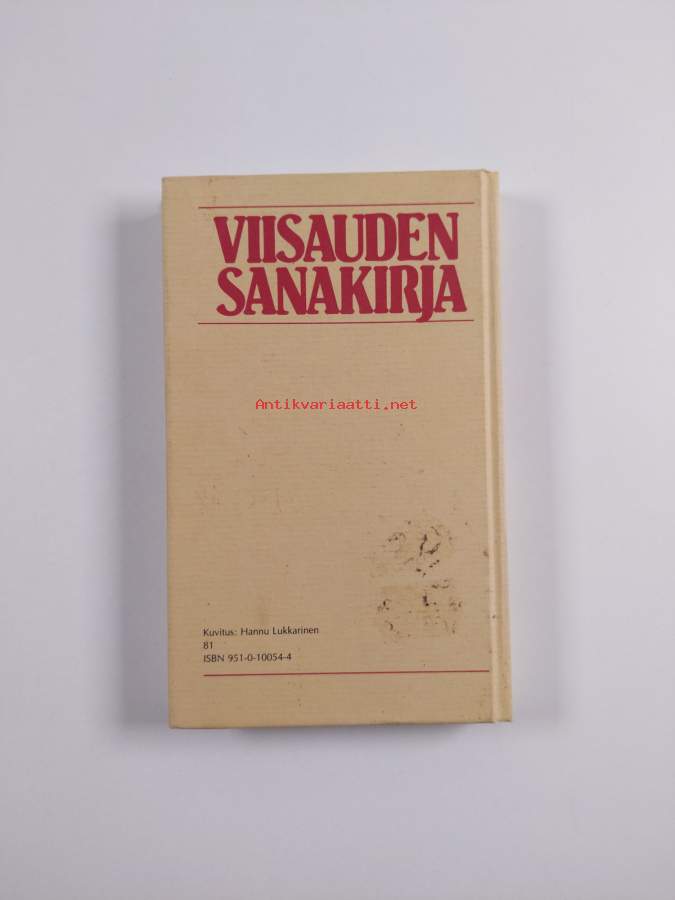 VIISAUDEN
SANAKIRJA
Antikvariaatti.net
Kuvitus: Hannu Lukkarinen
81
ISBN 951-0-10054-4